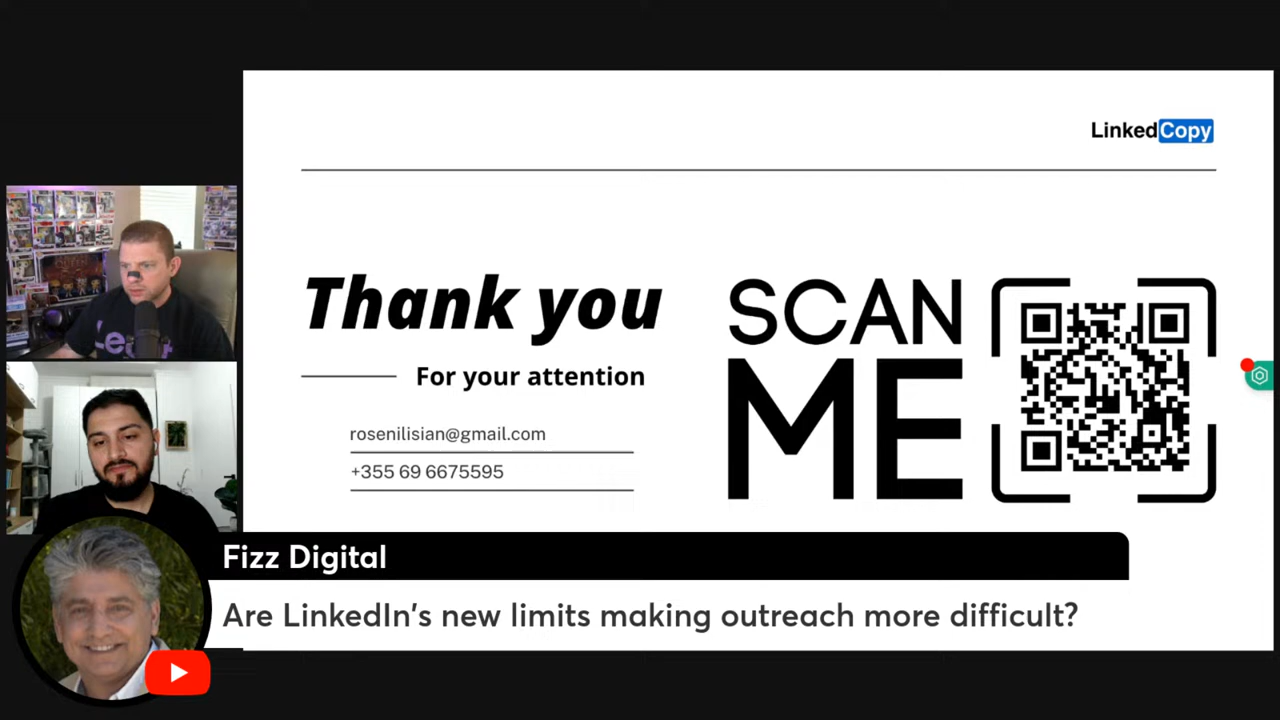 LinkedCopy
Thank you
For your attention
rosenilisian@gmail.com
+355 69 6675595
SCAN
ME
Fizz Digital
Are LinkedIn's new limits making outreach more difficult?